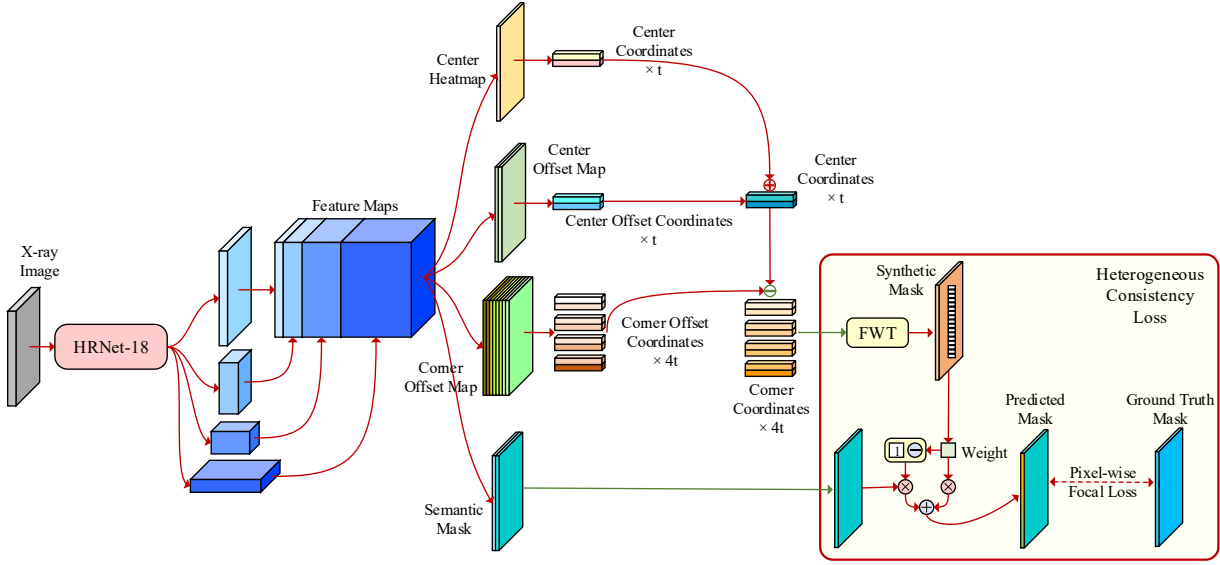 X-ray
Image
HRNet-18
Feature Maps
Center
Heatmap
Center
Coordinates
× t
Center
Offset Map
Center Offset Coordinates
× t
Center
Coordinates
× t
Corner
Offset Map
Corner Offset
Coordinates
× 4t
Corner
Coordinates
× 4t
Semantic
Mask
FWT
Synthetic
Mask
Heterogeneous
Consistency
Loss
1
Weight
Predicted
Mask
Pixel-wise
Focal Loss
Ground Truth
Mask